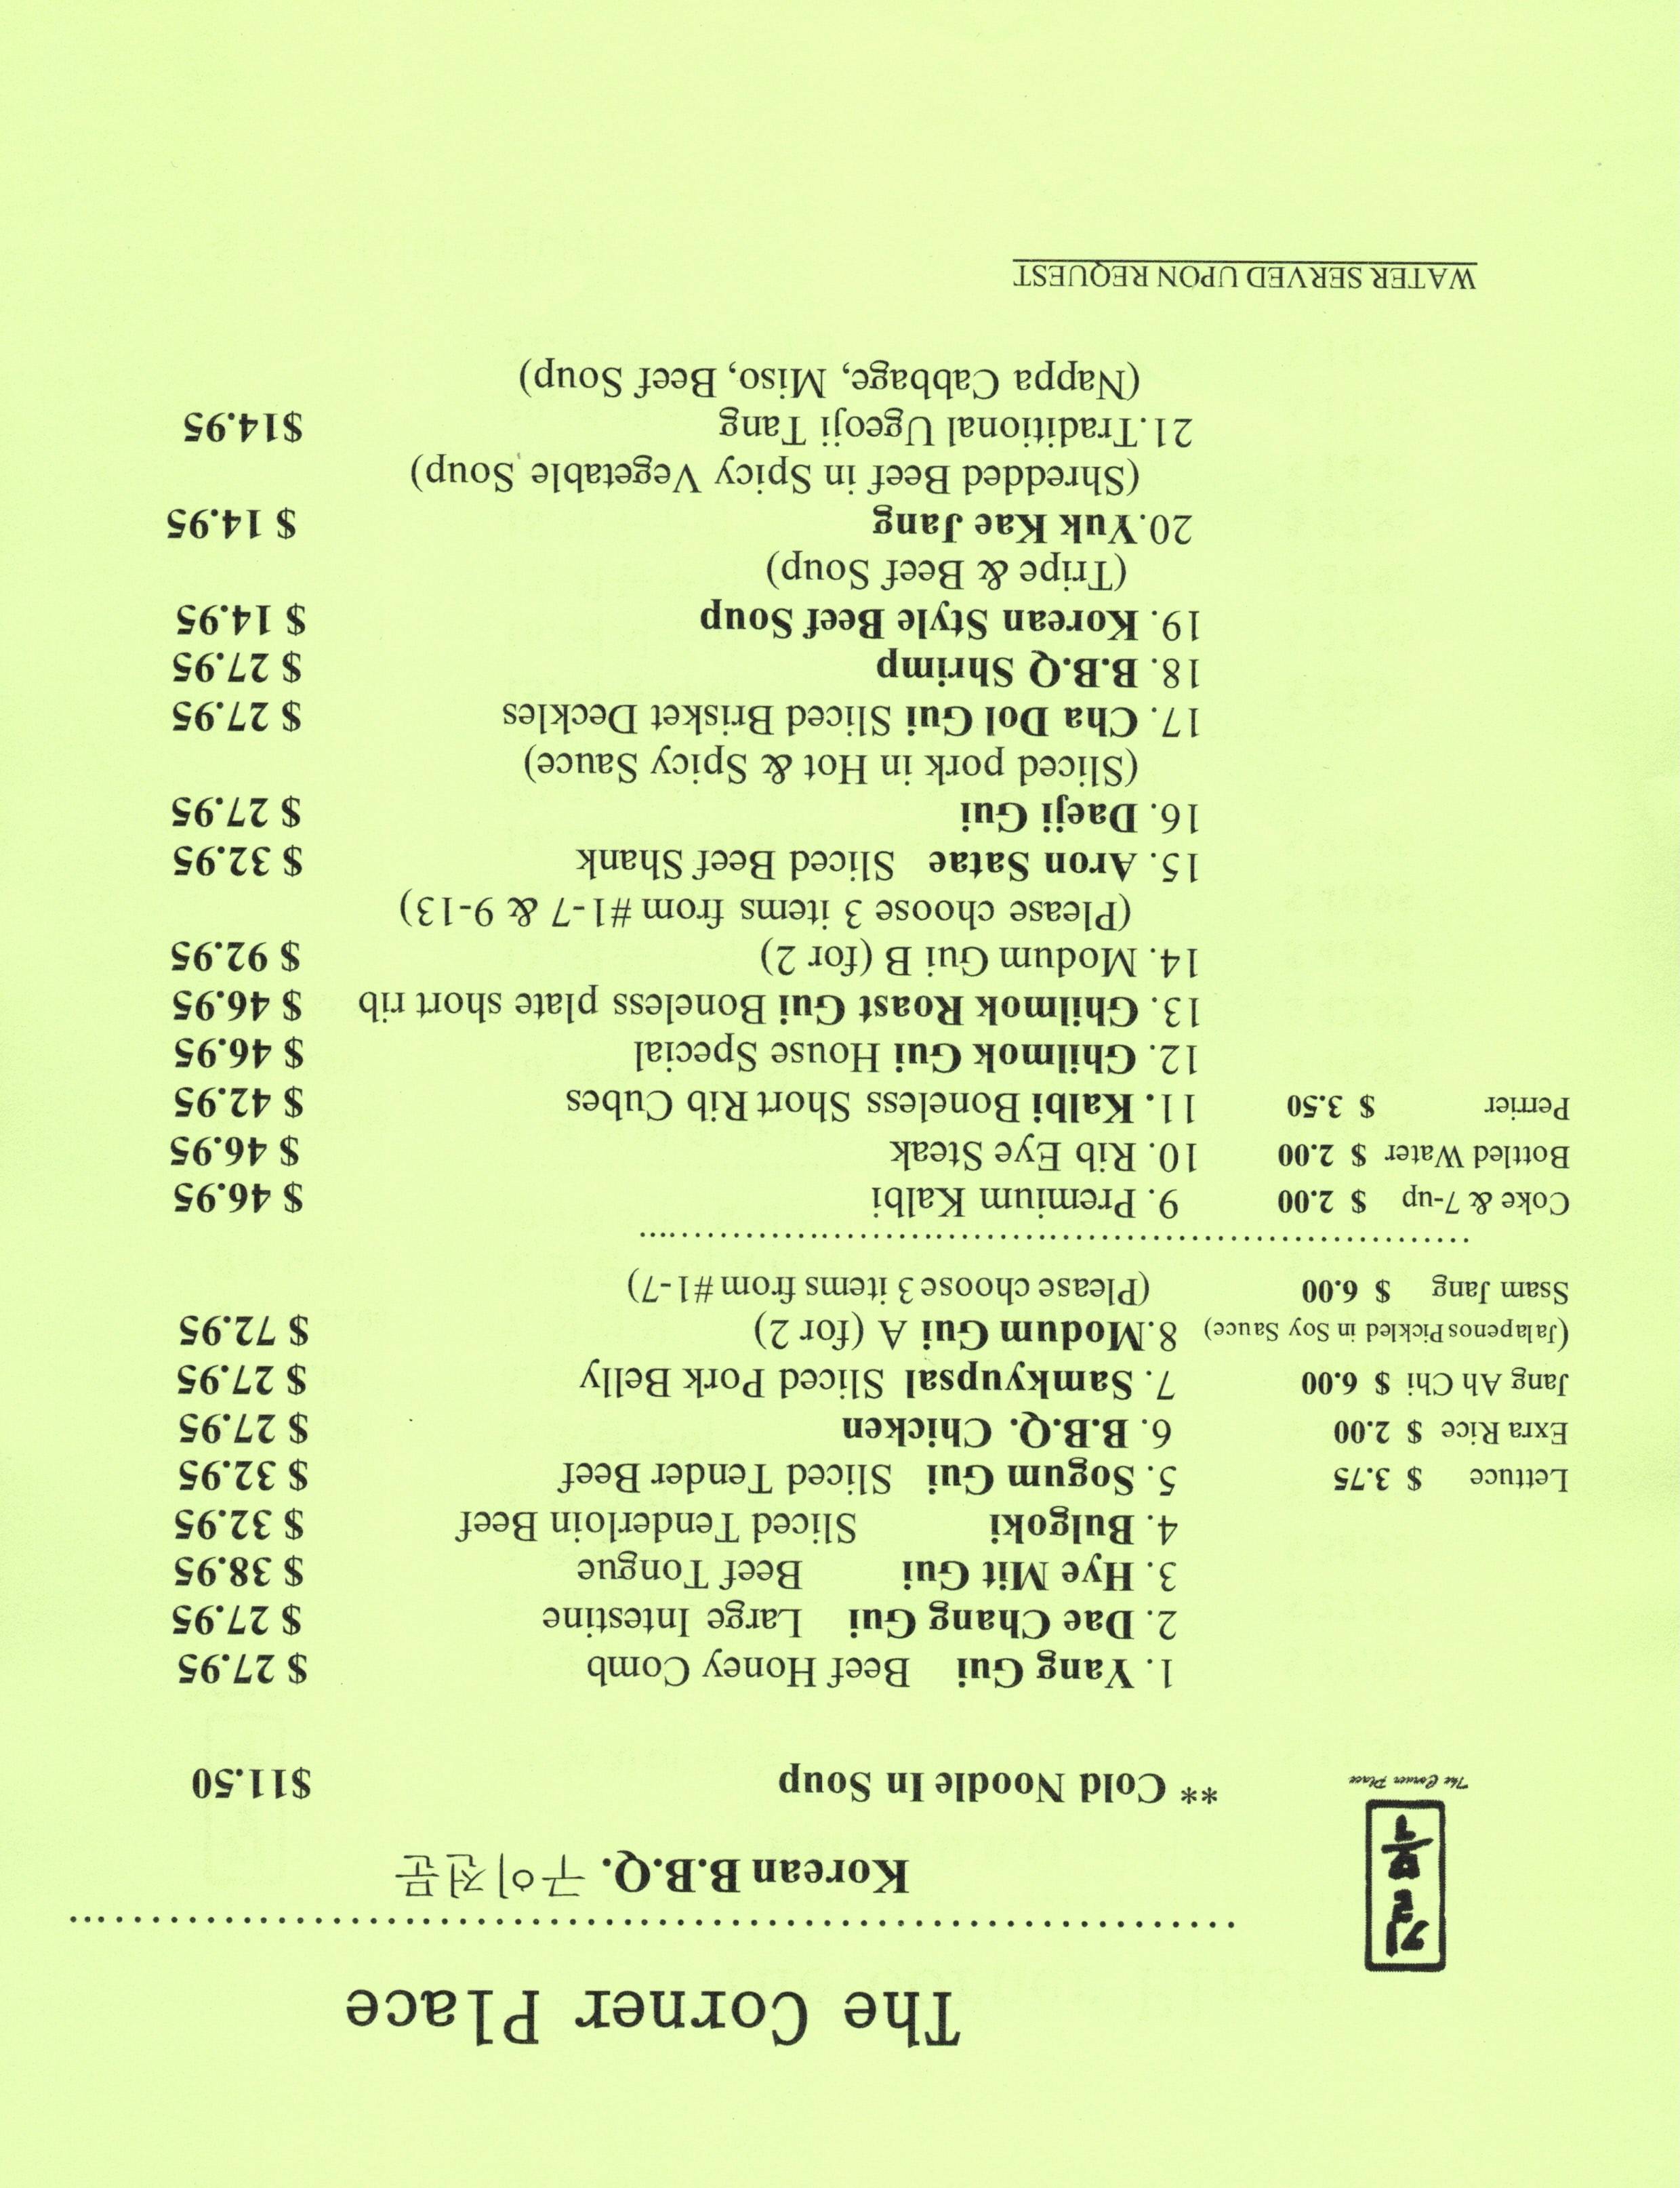 The Corner Place
길목
The Corner Place
Korean B.B.Q. 구이전문
** Cold Noodle In Soup $11.50
1. Yang Gui Beef Honey Comb $ 27.95
2. Dae Chang Gui Large Intestine $ 27.95
3. Hye Mit Gui Beef Tongue $ 38.95
4. Bulgoki Sliced Tenderloin Beef $ 32.95
Lettuce $ 3.75
5. Sogum Gui Sliced Tender Beef $ 32.95
Exra Rice $ 2.00
6. B.B.Q. Chicken $ 27.95
Jang Ah Chi $ 6.00
7. Samkyupsal Sliced Pork Belly $ 27.95
(Jalapenos Pickled in Soy Sauce)
8.Modum Gui A (for 2) $ 72.95
Ssam Jang $ 6.00
(Please choose 3 items from #1-7)
Coke & 7-up $ 2.00
9. Premium Kalbi $ 46.95
Bottled Water $ 2.00
10. Rib Eye Steak $ 46.95
Perrier $ 3.50
11. Kalbi Boneless Short Rib Cubes $ 42.95
12. Ghilmok Gui House Special $ 46.95
13. Ghilmok Roast Gui Boneless plate short rib $ 46.95
14. Modum Gui B (for 2) $ 92.95
(Please choose 3 items from #1-7 & 9-13)
15. Aron Satae Sliced Beef Shank $ 32.95
16. Daeji Gui $ 27.95
(Sliced pork in Hot & Spicy Sauce)
17. Cha Dol Gui Sliced Brisket Deckles $ 27.95
18. B.B.Q Shrimp $ 27.95
19. Korean Style Beef Soup $ 14.95
(Tripe & Beef Soup)
20.Yuk Kae Jang $ 14.95
(Shredded Beef in Spicy Vegetable Soup)
21.Traditional Ugeoji Tang $14.95
(Nappa Cabbage, Miso, Beef Soup)
WATER SERVED UPON REQUEST